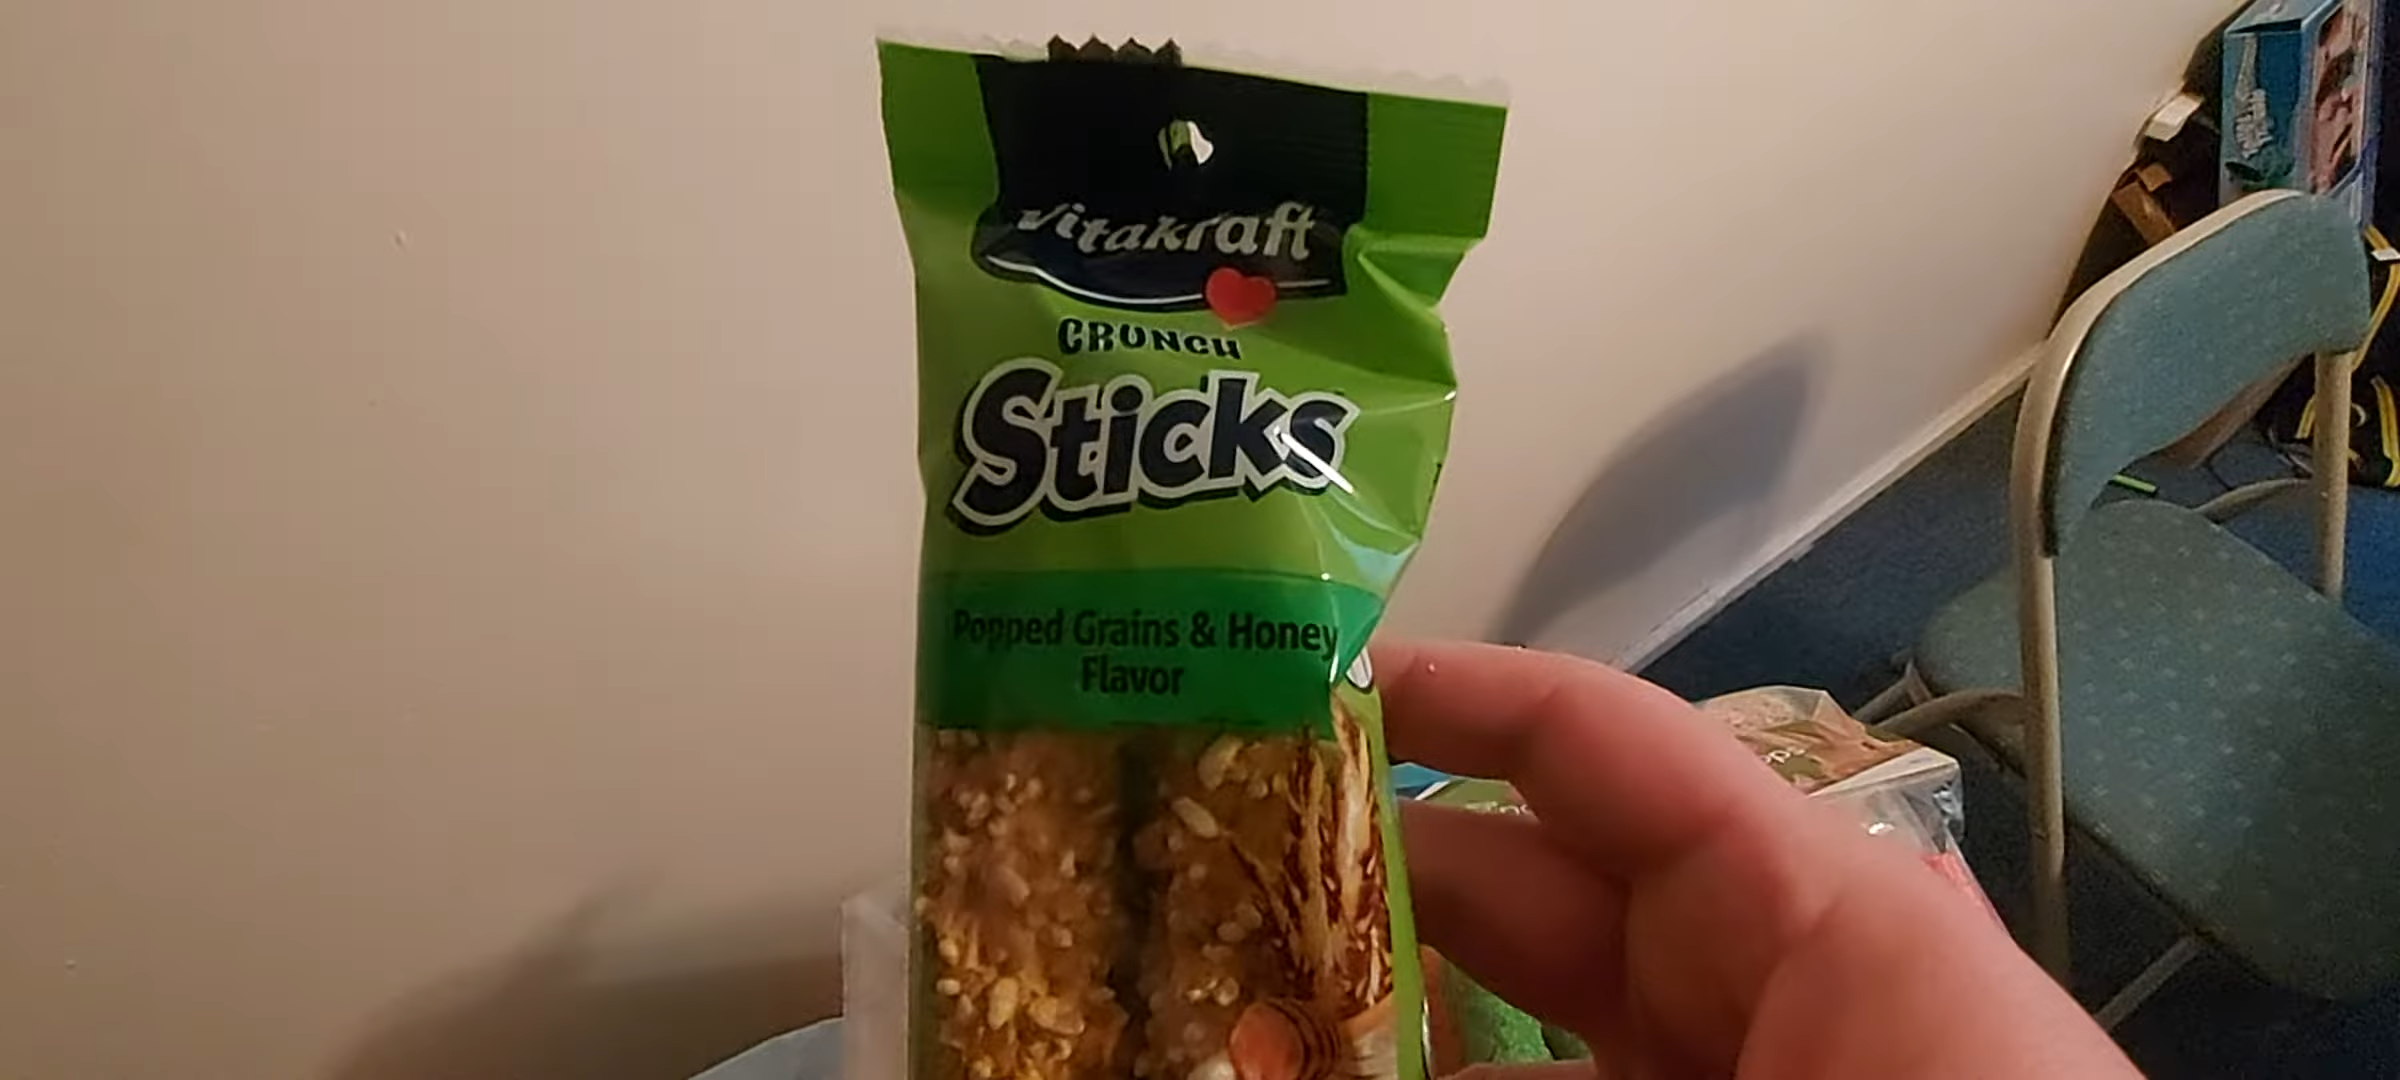 vitakraft
CRUNCH
Sticks
Popped Grains & Honey
Flavor